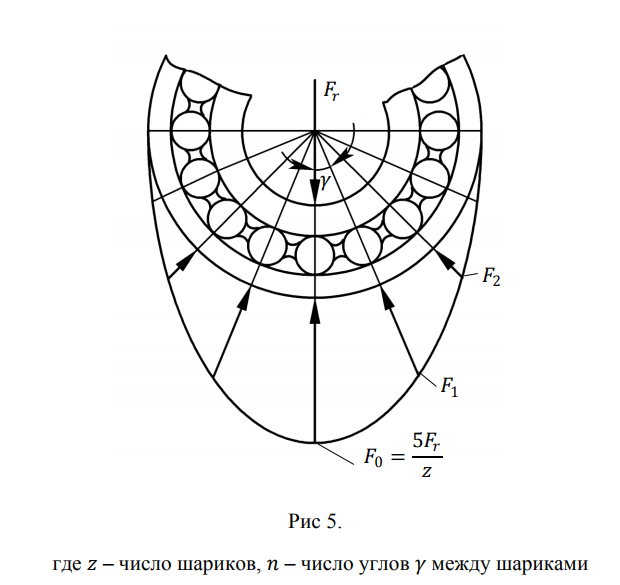 F_r
γ
F_2
F_1
F_0 = 5F_r / z
Рис 5.
где z – число шариков, n – число углов γ между шариками